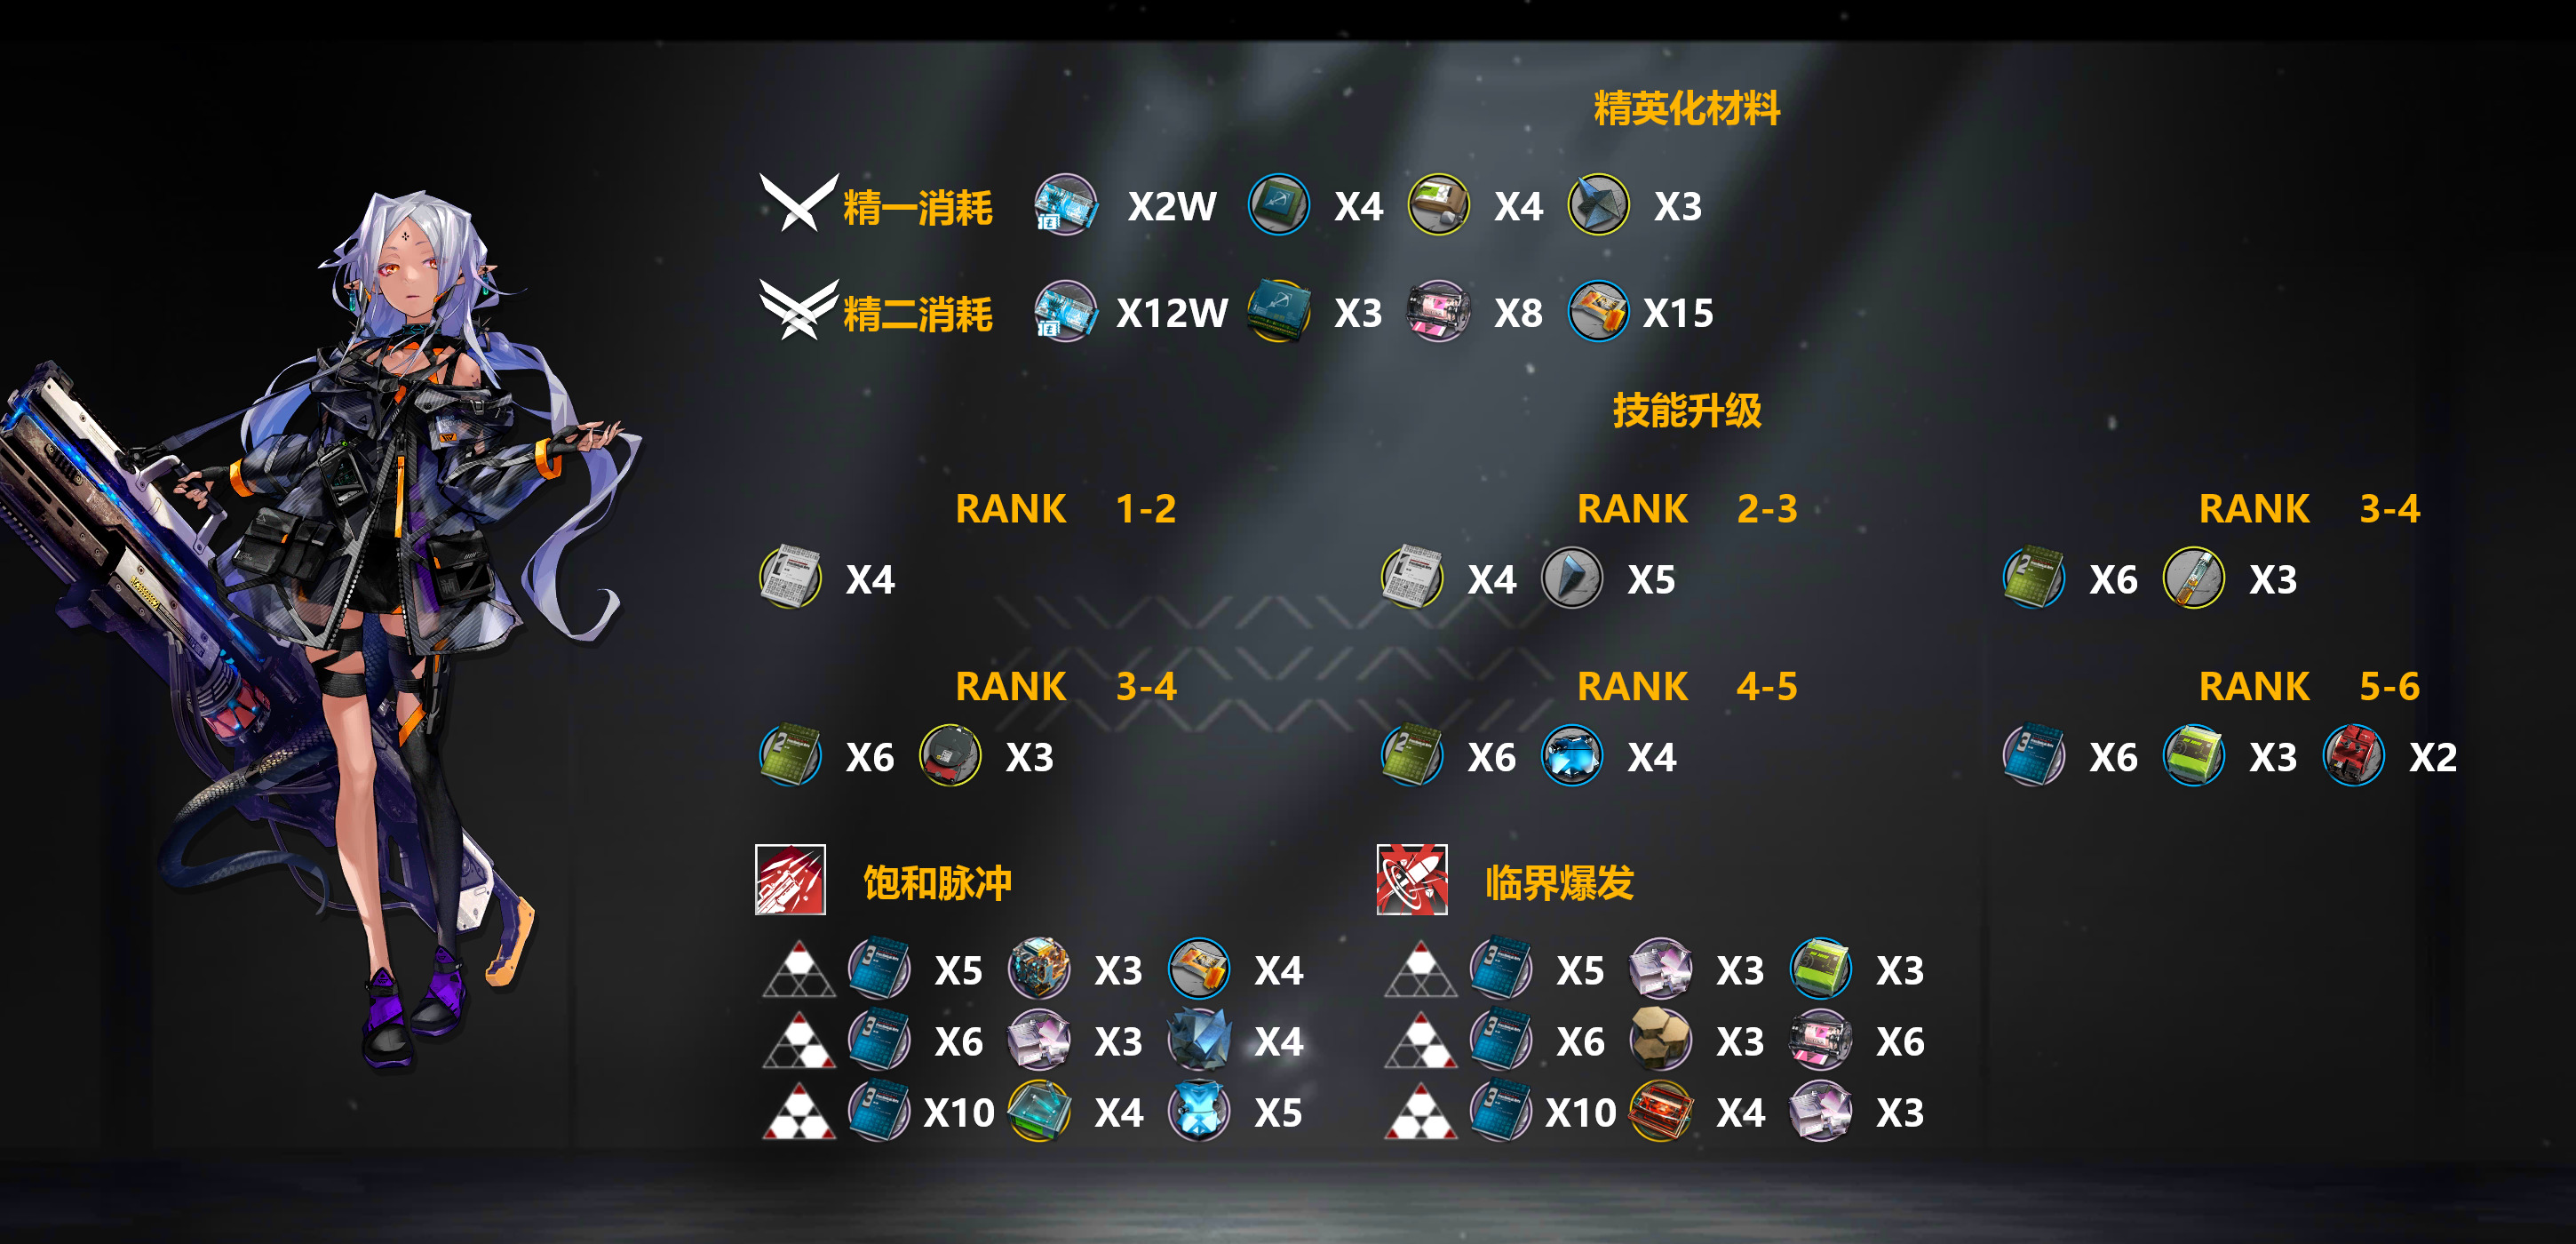 精英化材料
精一消耗 X2W X4 X4 X3
精二消耗 X12W X3 X8 X15
技能升级
RANK 1-2 RANK 2-3 RANK 3-4
X4 X4 X5 X6 X3
RANK 3-4 RANK 4-5 RANK 5-6
X6 X3 X6 X4 X6 X3 X2
饱和脉冲 临界爆发
X5 X3 X4 X5 X3 X3
X6 X3 X4 X6 X3 X6
X10 X4 X5 X10 X4 X3